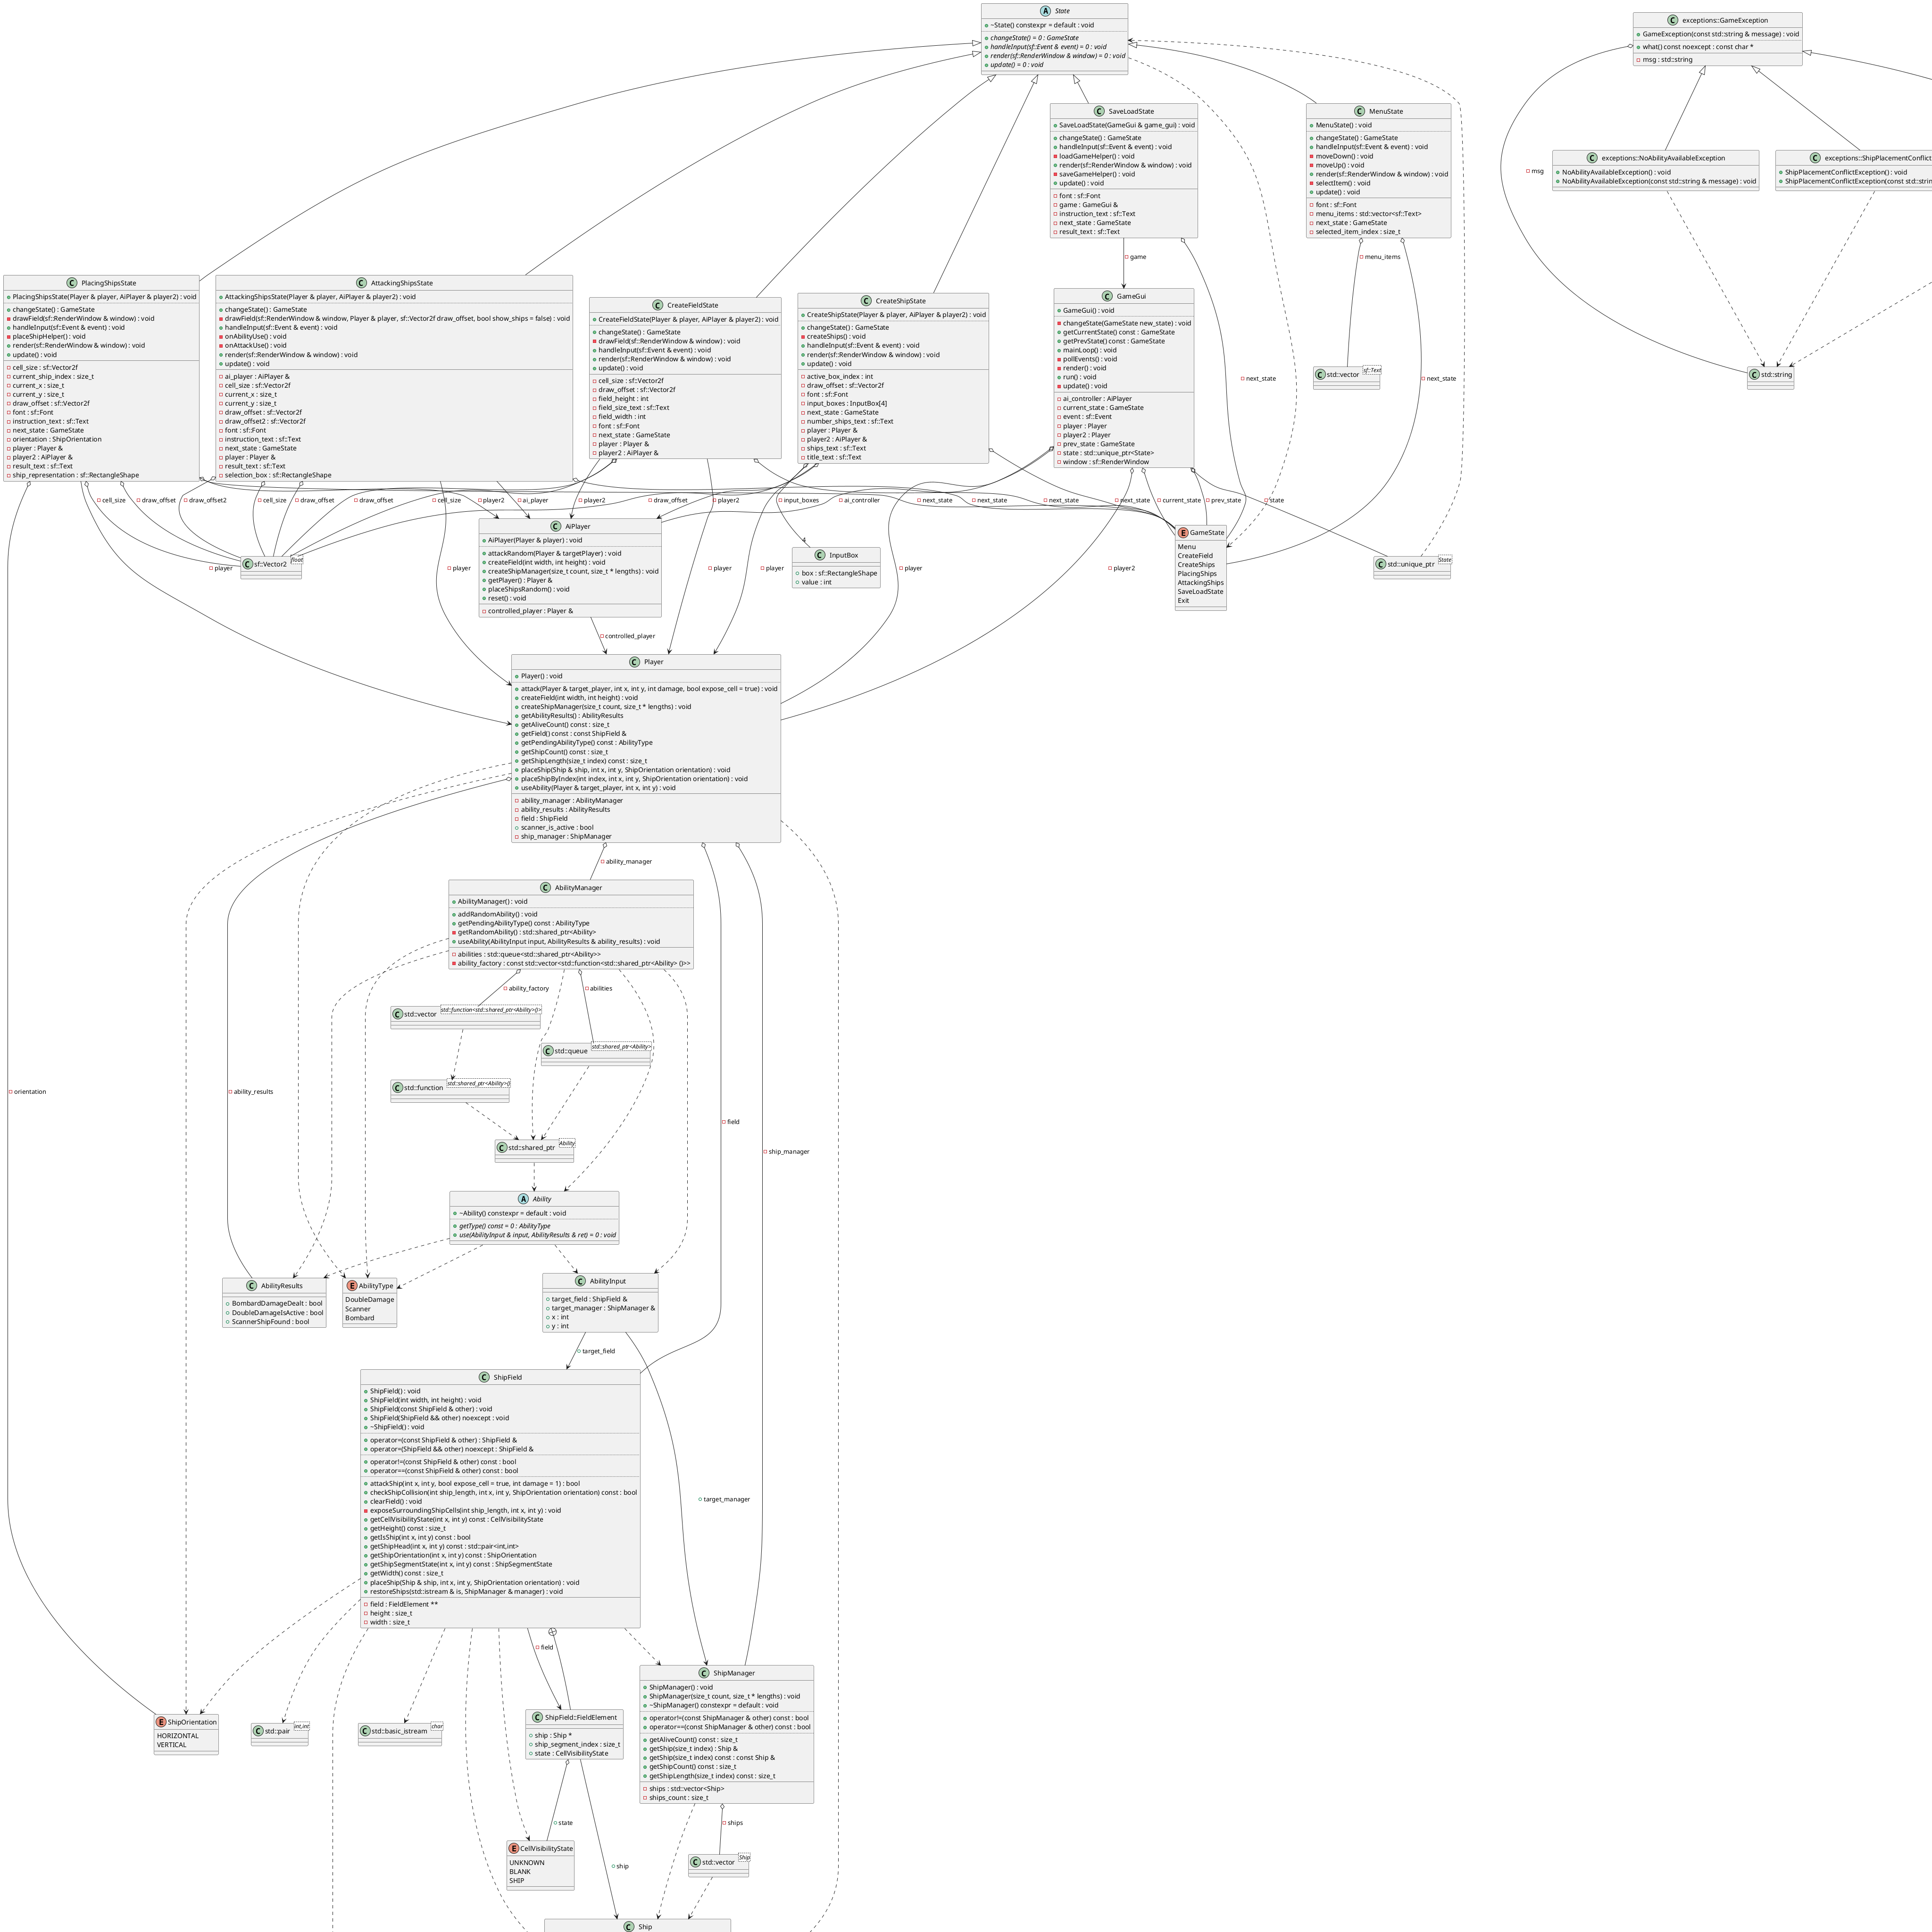 State
~State() constexpr = default : void
changeState() = 0 : GameState
handleInput(sf::Event & event) = 0 : void
render(sf::RenderWindow & window) = 0 : void
update() = 0 : void
exceptions::GameException
GameException(const std::string & message) : void
what() const noexcept : const char *
msg : std::string
SaveLoadState
SaveLoadState(GameGui & game_gui) : void
changeState() : GameState
handleInput(sf::Event & event) : void
loadGameHelper() : void
render(sf::RenderWindow & window) : void
saveGameHelper() : void
update() : void
font : sf::Font
game : GameGui &
instruction_text : sf::Text
next_state : GameState
result_text : sf::Text
MenuState
MenuState() : void
changeState() : GameState
handleInput(sf::Event & event) : void
moveDown() : void
moveUp() : void
render(sf::RenderWindow & window) : void
selectItem() : void
update() : void
font : sf::Font
menu_items : std::vector<sf::Text>
next_state : GameState
selected_item_index : size_t
msg
exceptions::NoAbilityAvailableException
NoAbilityAvailableException() : void
NoAbilityAvailableException(const std::string & message) : void
exceptions::ShipPlacementConflict
ShipPlacementConflictException() : void
ShipPlacementConflictException(const std::strin
game
menu_items
PlacingShipsState
PlacingShipsState(Player & player, AiPlayer & player2) : void
changeState() : GameState
drawField(sf::RenderWindow & window) : void
handleInput(sf::Event & event) : void
placeShipHelper() : void
render(sf::RenderWindow & window) : void
update() : void
cell_size : sf::Vector2f
current_ship_index : size_t
current_x : size_t
current_y : size_t
draw_offset : sf::Vector2f
font : sf::Font
instruction_text : sf::Text
next_state : GameState
orientation : ShipOrientation
player : Player &
player2 : AiPlayer &
result_text : sf::Text
ship_representation : sf::RectangleShape
AttackingShipsState
AttackingShipsState(Player & player, AiPlayer & player2) : void
changeState() : GameState
drawField(sf::RenderWindow & window, Player & player, sf::Vector2f draw_offset, bool show_ships = false) : void
handleInput(sf::Event & event) : void
onAbilityUse() : void
onAttackUse() : void
render(sf::RenderWindow & window) : void
update() : void
ai_player : AiPlayer &
cell_size : sf::Vector2f
current_x : size_t
current_y : size_t
draw_offset : sf::Vector2f
draw_offset2 : sf::Vector2f
font : sf::Font
instruction_text : sf::Text
next_state : GameState
player : Player &
result_text : sf::Text
selection_box : sf::RectangleShape
CreateFieldState
CreateFieldState(Player & player, AiPlayer & player2) : void
changeState() : GameState
drawField(sf::RenderWindow & window) : void
handleInput(sf::Event & event) : void
render(sf::RenderWindow & window) : void
update() : void
cell_size : sf::Vector2f
draw_offset : sf::Vector2f
field_height : int
field_size_text : sf::Text
field_width : int
font : sf::Font
next_state : GameState
player : Player &
player2 : AiPlayer &
CreateShipState
CreateShipState(Player & player, AiPlayer & player2) : void
changeState() : GameState
createShips() : void
handleInput(sf::Event & event) : void
render(sf::RenderWindow & window) : void
update() : void
active_box_index : int
draw_offset : sf::Vector2f
font : sf::Font
input_boxes : InputBox[4]
next_state : GameState
number_ships_text : sf::Text
player : Player &
player2 : AiPlayer &
ships_text : sf::Text
title_text : sf::Text
GameGui
GameGui() : void
changeState(GameState new_state) : void
getCurrentState() const : GameState
getPrevState() const : GameState
mainLoop() : void
pollEvents() : void
render() : void
run() : void
update() : void
ai_controller : AiPlayer
current_state : GameState
event : sf::Event
player : Player
player2 : Player
prev_state : GameState
state : std::unique_ptr<State>
window : sf::RenderWindow
next_state
next_state
std::vector
sf::Text
std::string
cell_size
draw_offset
draw_offset2
cell_size
draw_offset
draw_offset
cell_size
player2
ai_player
player2
player2
draw_offset
next_state
next_state
next_state
input_boxes
ai_controller
next_state
current_state
prev_state
state
sf::Vector2
float
player
AiPlayer
AiPlayer(Player & player) : void
attackRandom(Player & targetPlayer) : void
createField(int width, int height) : void
createShipManager(size_t count, size_t * lengths) : void
getPlayer() : Player &
placeShipsRandom() : void
reset() : void
controlled_player : Player &
player
player
player
player
player2
4
InputBox
box : sf::RectangleShape
value : int
GameState
Menu
CreateField
CreateShips
PlacingShips
AttackingShips
SaveLoadState
Exit
std::unique_ptr
State
controlled_player
Player
Player() : void
attack(Player & target_player, int x, int y, int damage, bool expose_cell = true) : void
createField(int width, int height) : void
createShipManager(size_t count, size_t * lengths) : void
getAbilityResults() : AbilityResults
getAliveCount() const : size_t
getField() const : const ShipField &
getPendingAbilityType() const : AbilityType
getShipCount() const : size_t
getShipLength(size_t index) const : size_t
placeShip(Ship & ship, int x, int y, ShipOrientation orientation) : void
placeShipByIndex(int index, int x, int y, ShipOrientation orientation) : void
useAbility(Player & target_player, int x, int y) : void
ability_manager : AbilityManager
ability_results : AbilityResults
field : ShipField
scanner_is_active : bool
ship_manager : ShipManager
ability_manager
AbilityManager
AbilityManager() : void
addRandomAbility() : void
getPendingAbilityType() const : AbilityType
getRandomAbility() : std::shared_ptr<Ability>
useAbility(AbilityInput input, AbilityResults & ability_results) : void
abilities : std::queue<std::shared_ptr<Ability>>
ability_factory : const std::vector<std::function<std::shared_ptr<Ability> ()>>
ability_factory
abilities
std::vector
std::function<std::shared_ptr<Ability>()>
std::queue
std::shared_ptr<Ability>
std::function
std::shared_ptr<Ability>()
orientation
ability_results
field
ship_manager
std::shared_ptr
Ability
Ability
~Ability() constexpr = default : void
getType() const = 0 : AbilityType
use(AbilityInput & input, AbilityResults & ret) = 0 : void
AbilityResults
BombardDamageDealt : bool
DoubleDamageIsActive : bool
ScannerShipFound : bool
AbilityType
DoubleDamage
Scanner
Bombard
AbilityInput
target_field : ShipField &
target_manager : ShipManager &
x : int
y : int
target_field
ShipField
ShipField() : void
ShipField(int width, int height) : void
ShipField(const ShipField & other) : void
ShipField(ShipField && other) noexcept : void
~ShipField() : void
operator=(const ShipField & other) : ShipField &
operator=(ShipField && other) noexcept : ShipField &
operator!=(const ShipField & other) const : bool
operator==(const ShipField & other) const : bool
attackShip(int x, int y, bool expose_cell = true, int damage = 1) : bool
checkShipCollision(int ship_length, int x, int y, ShipOrientation orientation) const : bool
clearField() : void
exposeSurroundingShipCells(int ship_length, int x, int y) : void
getCellVisibilityState(int x, int y) const : CellVisibilityState
getHeight() const : size_t
getIsShip(int x, int y) const : bool
getShipHead(int x, int y) const : std::pair<int,int>
getShipOrientation(int x, int y) const : ShipOrientation
getShipSegmentState(int x, int y) const : ShipSegmentState
getWidth() const : size_t
placeShip(Ship & ship, int x, int y, ShipOrientation orientation) : void
restoreShips(std::istream & is, ShipManager & manager) : void
field : FieldElement **
height : size_t
width : size_t
target_manager
field
ShipManager
ShipManager() : void
ShipManager(size_t count, size_t * lengths) : void
~ShipManager() constexpr = default : void
operator!=(const ShipManager & other) const : bool
operator==(const ShipManager & other) const : bool
getAliveCount() const : size_t
getShip(size_t index) : Ship &
getShip(size_t index) const : const Ship &
getShipCount() const : size_t
getShipLength(size_t index) const : size_t
ships : std::vector<Ship>
ships_count : size_t
ShipOrientation
HORIZONTAL
VERTICAL
std::pair
int,int
std::basic_istream
char
ShipField::FieldElement
ship : Ship *
ship_segment_index : size_t
state : CellVisibilityState
state
ships
CellVisibilityState
UNKNOWN
BLANK
SHIP
ship
std::vector
Ship
Ship